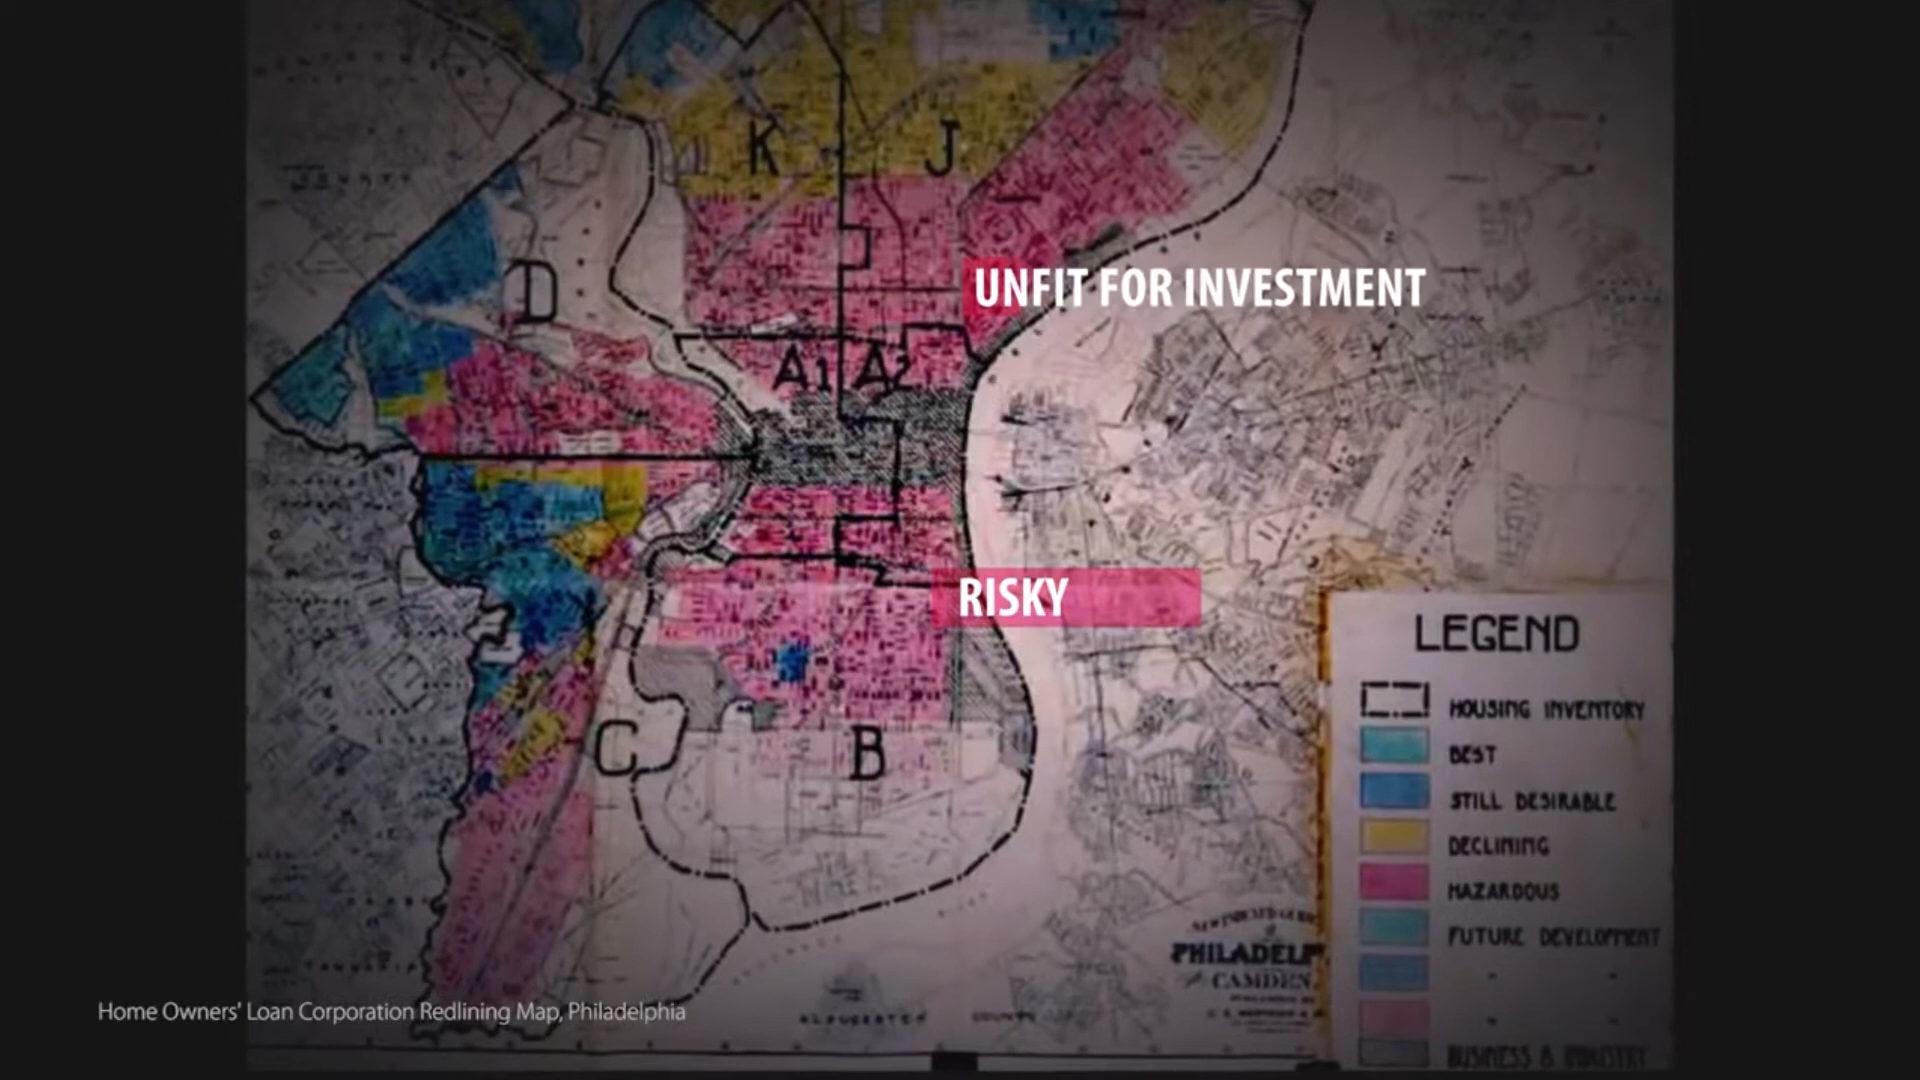 K
J
D
UNFIT FOR INVESTMENT
A1
A2
RISKY
LEGEND
HOUSING INVENTORY
BEST
C
B
STILL DESIRABLE
DECLINING
HAZARDOUS
FUTURE DEVELOPMENT
PHILADELP
CAMDEN
Home Owners' Loan Corporation Redlining Map, Philadelphia
BUSINESS & INDUSTRY